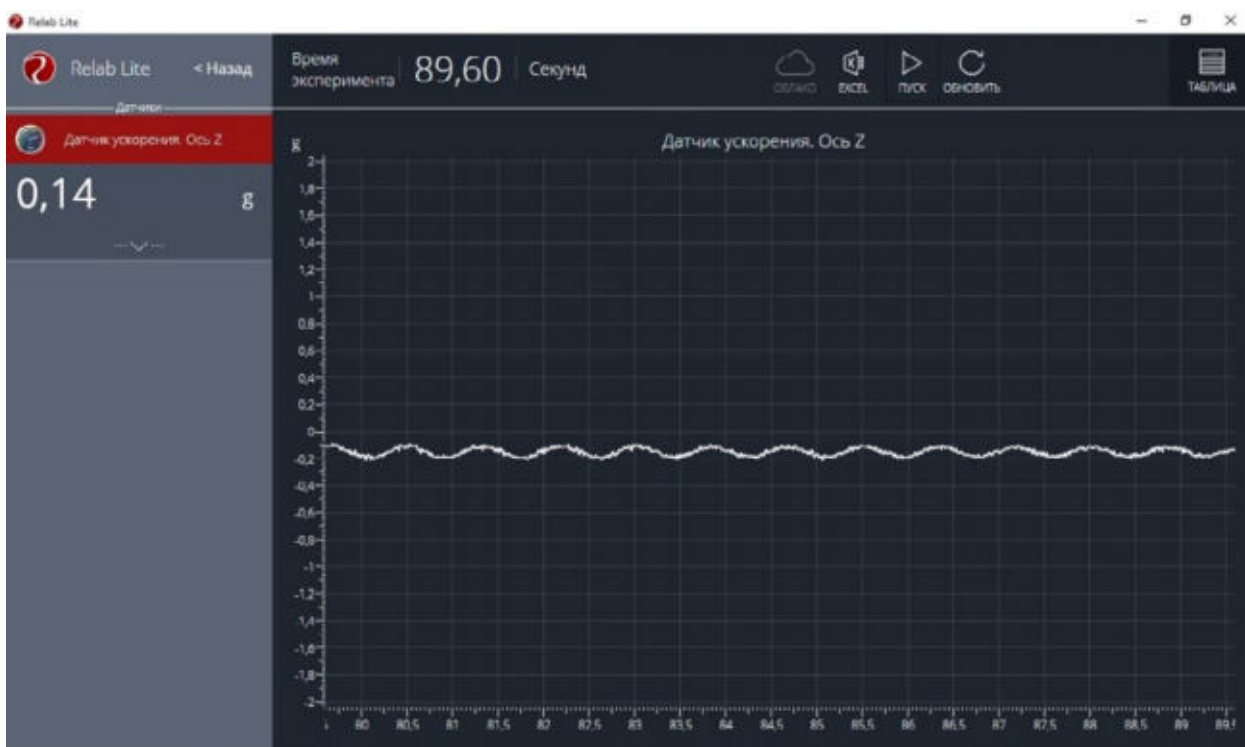 Relab Lite
Relab Lite
< Назад
Время эксперимента
89,60
Секунд
ОБЛАКО
EXCEL
ПУСК
ОБНОВИТЬ
ТАБЛИЦА
Датчики
Датчик ускорения. Ось Z
0,14
g
Датчик ускорения. Ось Z
g
2
1,8
1,6
1,4
1,2
1
0,8
0,6
0,4
0,2
0
-0,2
-0,4
-0,6
-0,8
-1
-1,2
-1,4
-1,6
-1,8
-2
80 80,5 81 81,5 82 82,5 83 83,5 84 84,5 85 85,5 86 86,5 87 87,5 88 88,5 89